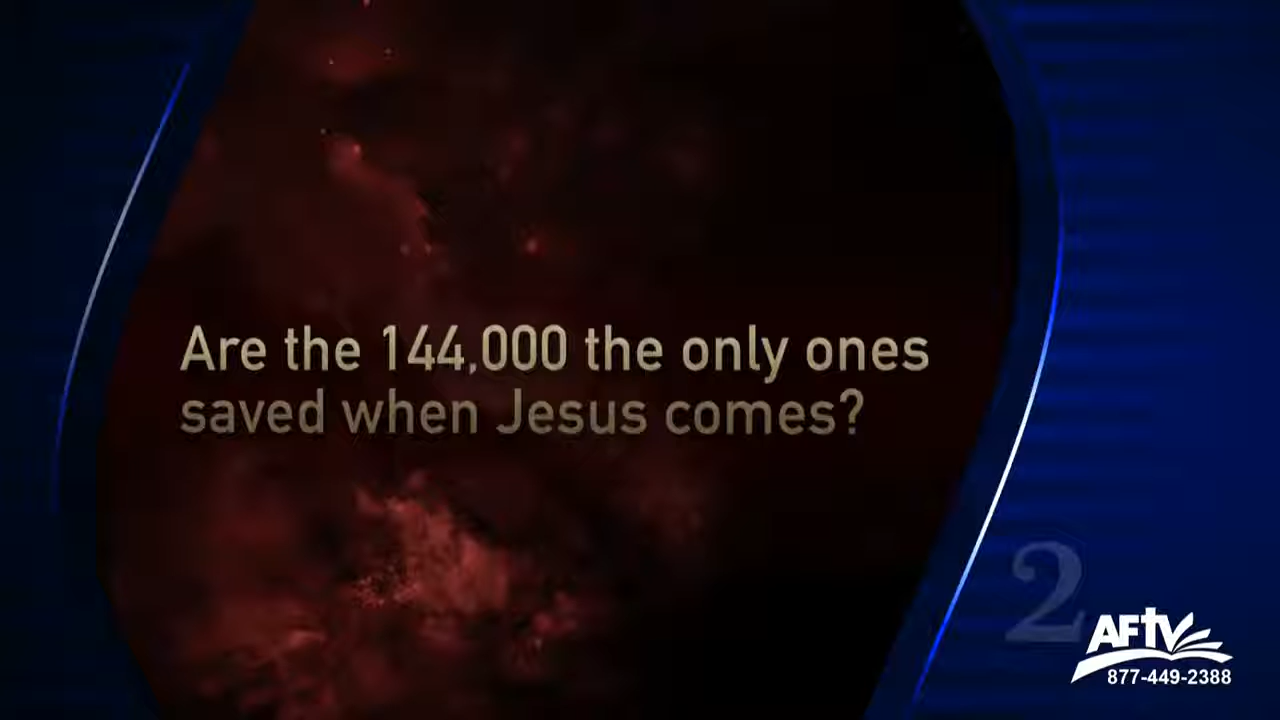 Are the 144,000 the only ones
saved when Jesus comes?
2
AFTV
877-449-2388